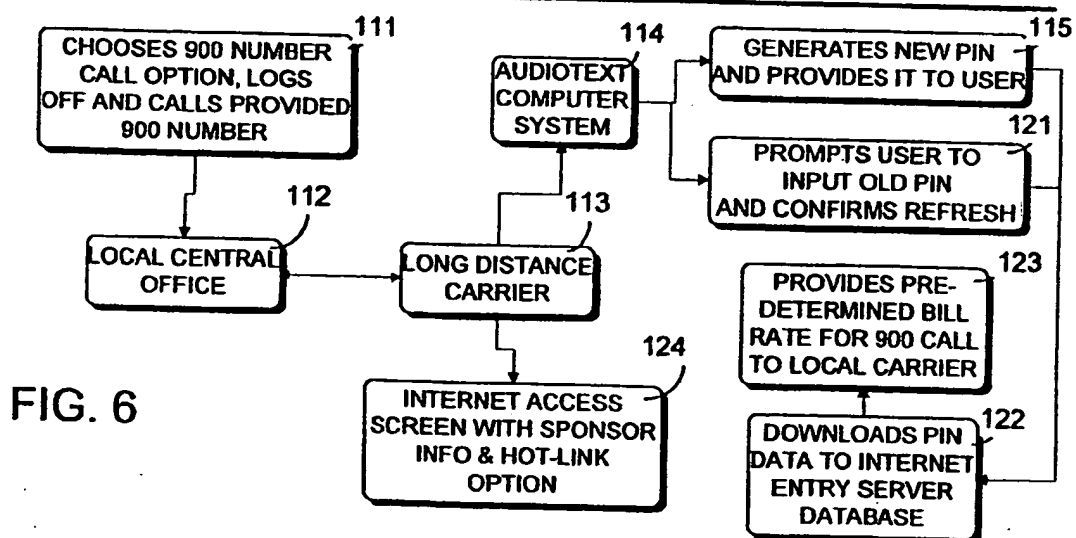 111
CHOOSES 900 NUMBER
CALL OPTION, LOGS
OFF AND CALLS PROVIDED
900 NUMBER
112
LOCAL CENTRAL
OFFICE
113
LONG DISTANCE
CARRIER
114
AUDIOTEXT
COMPUTER
SYSTEM
115
GENERATES NEW PIN
AND PROVIDES IT TO USER
121
PROMPTS USER TO
INPUT OLD PIN
AND CONFIRMS REFRESH
123
PROVIDES PRE-
DETERMINED BILL
RATE FOR 900 CALL
TO LOCAL CARRIER
122
DOWNLOADS PIN
DATA TO INTERNET
ENTRY SERVER
DATABASE
124
INTERNET ACCESS
SCREEN WITH SPONSOR
INFO & HOT-LINK
OPTION
FIG. 6